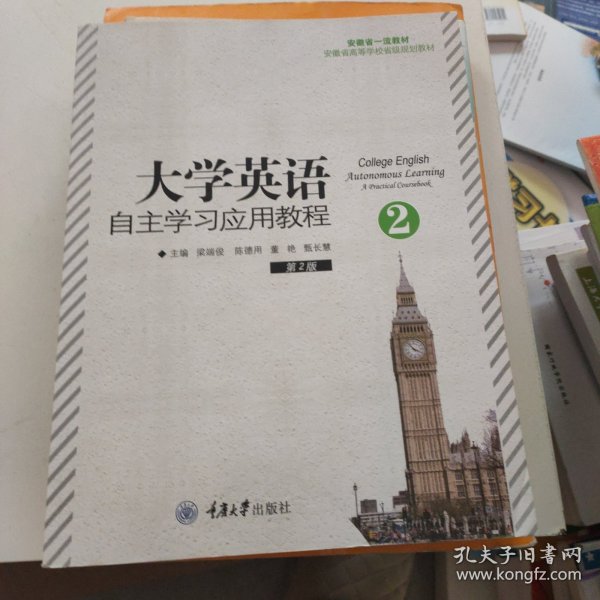 安徽省一流教材
安徽省高等学校省级规划教材
大学英语
College English
Autonomous Learning
A Practical Coursebook
自主学习应用教程
2
◆主编 梁端俊 陈德用 董艳 甄长慧
第2版
重庆大学出版社
孔夫子旧书网
www.kongfz.com